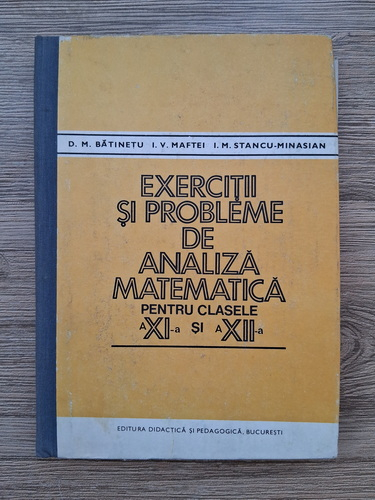 D. M. BĂTINEȚU I. V. MAFTEI I. M. STANCU-MINASIAN
EXERCIȚII
ȘI PROBLEME
DE
ANALIZĂ
MATEMATICĂ
PENTRU CLASELE
A XI-a ȘI A XII-a
EDITURA DIDACTICĂ ȘI PEDAGOGICĂ, BUCUREȘTI